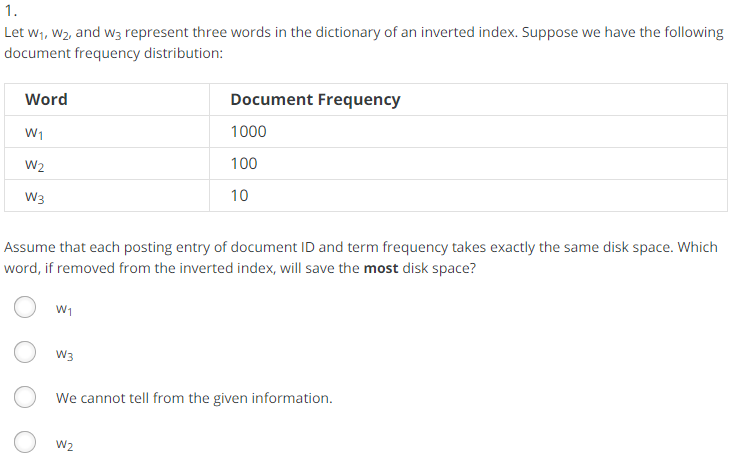 1.
Let w₁, w₂, and w₃ represent three words in the dictionary of an inverted index. Suppose we have the following
document frequency distribution:
Word Document Frequency
w₁ 1000
w₂ 100
w₃ 10
Assume that each posting entry of document ID and term frequency takes exactly the same disk space. Which
word, if removed from the inverted index, will save the most disk space?
w₁
w₃
We cannot tell from the given information.
w₂